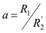 a = R₁/R₂.